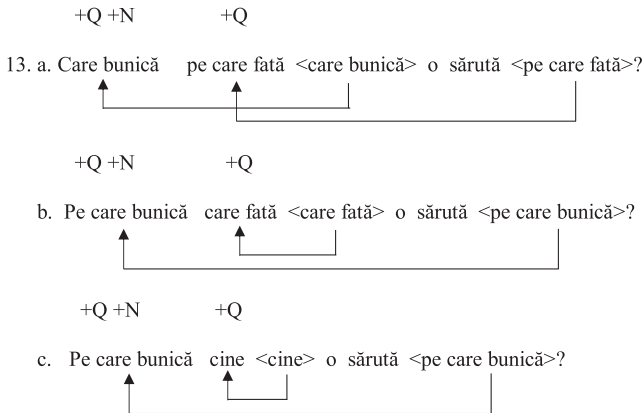 +Q +N +Q
13. a. Care bunică pe care fată <care bunică> o sărută <pe care fată>?
+Q +N +Q
b. Pe care bunică care fată <care fată> o sărută <pe care bunică>?
+Q +N +Q
c. Pe care bunică cine <cine> o sărută <pe care bunică>?